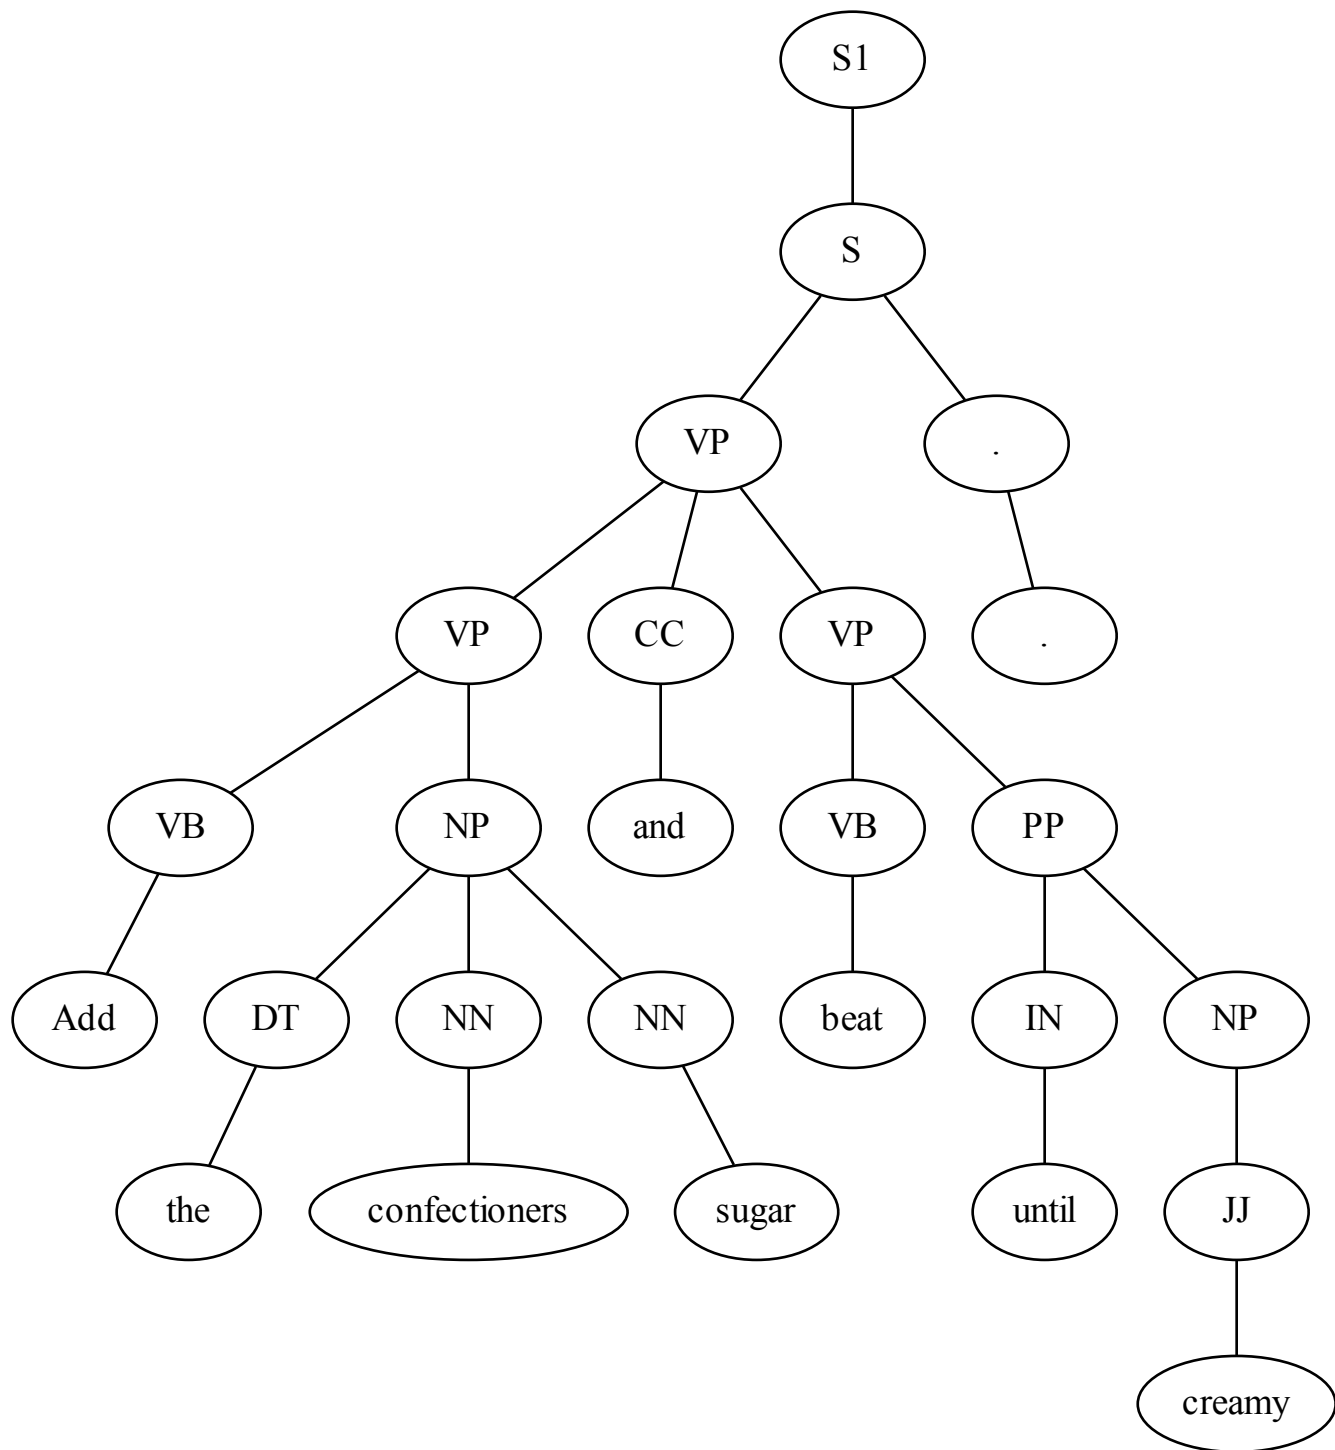 S1
S
VP .
VP CC VP .
VB NP and VB PP
Add DT NN NN beat IN NP
the confectioners sugar until JJ
creamy